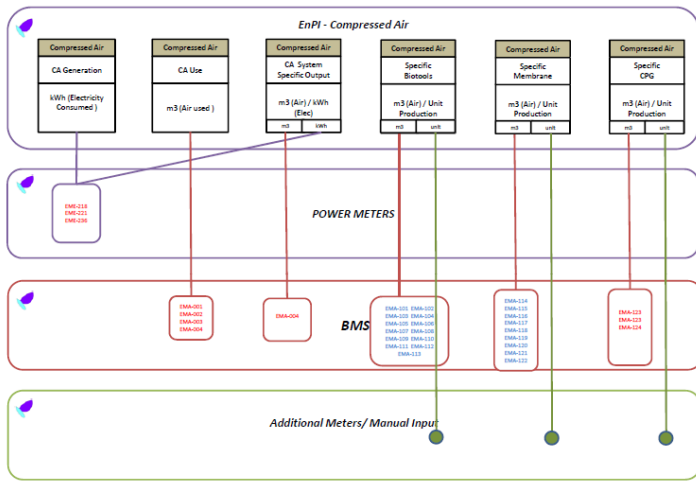 EnPI - Compressed Air
Compressed Air
CA Generation
kWh (Electricity
Consumed )
Compressed Air
CA Use
m3 (Air used )
Compressed Air
CA System
Specific Output
m3 (Air) / kWh
(Elec)
m3 kWh
Compressed Air
Specific
Biotools
m3 (Air) / Unit
Production
m3 unit
Compressed Air
Specific
Membrane
m3 (Air) / Unit
Production
m3 unit
Compressed Air
Specific
CPG
m3 (Air) / Unit
Production
m3 unit
EME-218
EME-221
EME-236
POWER METERS
EMA-001
EMA-002
EMA-003
EMA-004
EMA-004
BMS
EMA-101 EMA-102
EMA-103 EMA-104
EMA-105 EMA-106
EMA-107 EMA-108
EMA-109 EMA-110
EMA-111 EMA-112
EMA-113
EMA-114
EMA-115
EMA-116
EMA-117
EMA-118
EMA-119
EMA-120
EMA-121
EMA-122
EMA-123
EMA-123
EMA-124
Additional Meters/ Manual Input